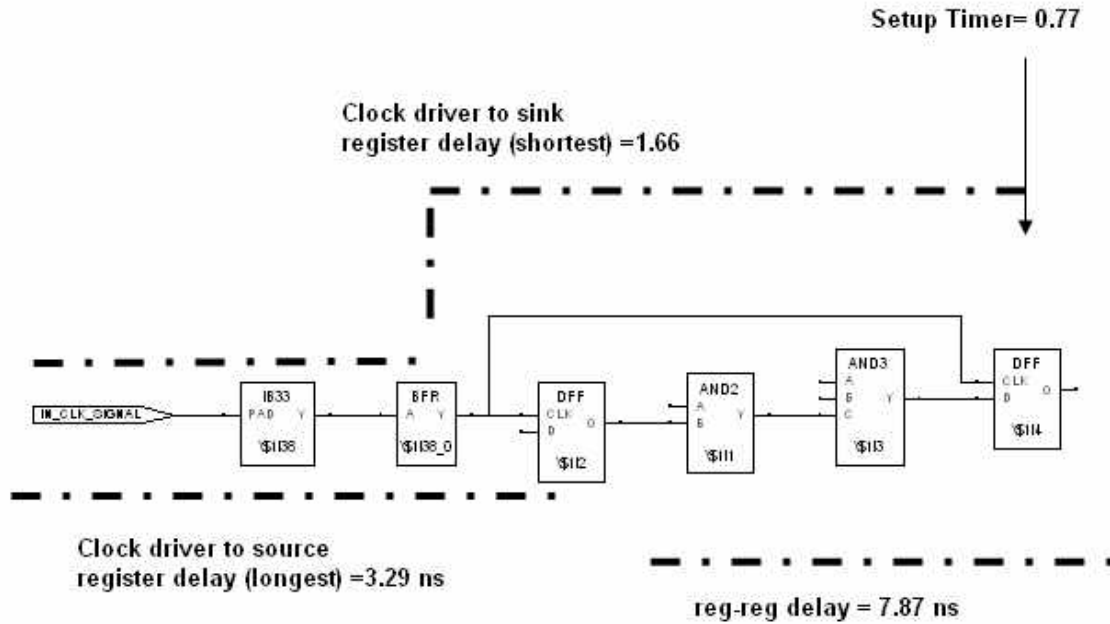 Setup Timer= 0.77
Clock driver to sink
register delay (shortest) =1.66
IN_CLK_SIGNAL
IB33
PAD Y
\$1I38
BFR
A Y
\$1I38_0
DFF
CLK
D
O
\$1I2
AND2
A
B
Y
\$1I1
AND3
A
B
C
Y
\$1I3
DFF
CLK
D
O
\$1I4
Clock driver to source
register delay (longest) =3.29 ns
reg-reg delay = 7.87 ns